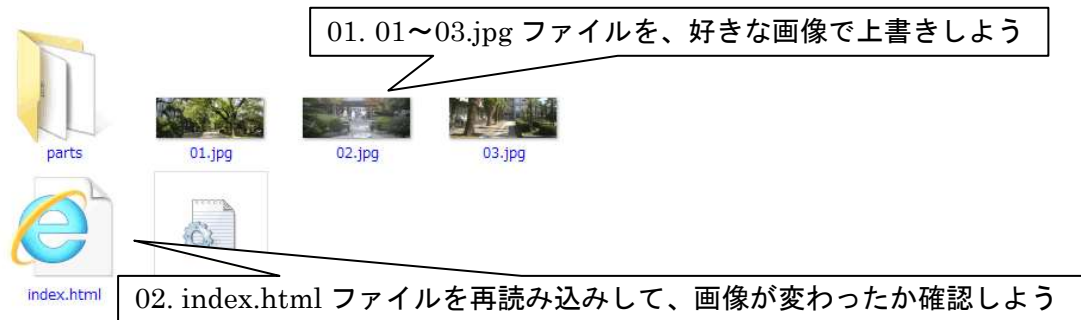 01. 01～03.jpg ファイルを、好きな画像で上書きしよう
parts
01.jpg
02.jpg
03.jpg
index.html
02. index.html ファイルを再読み込みして、画像が変わったか確認しよう